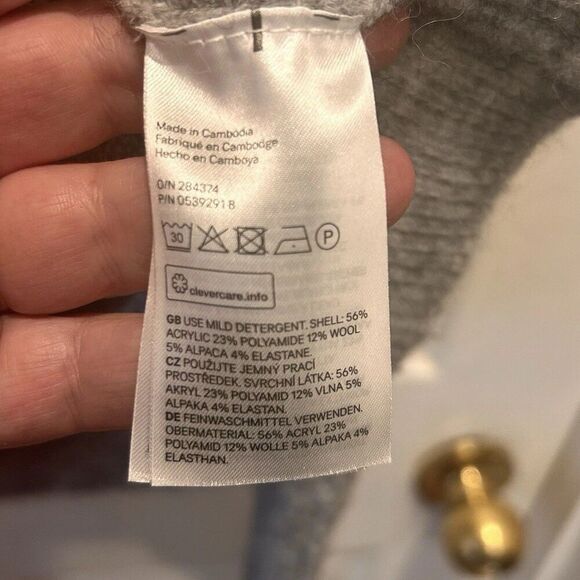 Made in Cambodia
Fabriqué en Cambodge
Hecho en Camboya
O/N 284374
P/N 05392918
30 P
clevercare.info
GB USE MILD DETERGENT. SHELL: 56%
ACRYLIC 23% POLYAMIDE 12% WOOL
5% ALPACA 4% ELASTANE.
CZ POUŽIJTE JEMNÝ PRACÍ
PROSTŘEDEK. SVRCHNÍ LÁTKA: 56%
AKRYL 23% POLYAMID 12% VLNA 5%
ALPAKA 4% ELASTAN.
DE FEINWASCHMITTEL VERWENDEN.
OBERMATERIAL: 56% ACRYL 23%
POLYAMID 12% WOLLE 5% ALPAKA 4%
ELASTHAN.